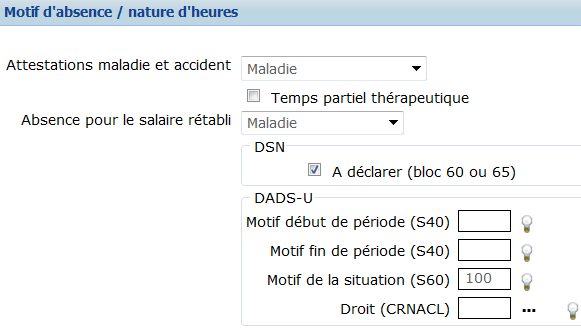 Motif d'absence / nature d'heures
Attestations maladie et accident Maladie
Temps partiel thérapeutique
Absence pour le salaire rétabli Maladie
DSN
A déclarer (bloc 60 ou 65)
DADS-U
Motif début de période (S40)
Motif fin de période (S40)
Motif de la situation (S60) 100
Droit (CRNACL) ...